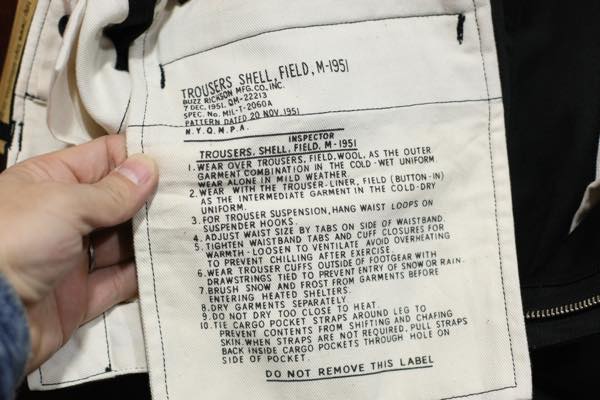 TROUSERS SHELL, FIELD, M-1951
BUZZ RICKSON MFG. CO., INC.
7 DEC. 1951. QM-22213
SPEC. No. MIL-T-2060A
PATTERN DATED 20 NOV. 1951
N.Y.Q.M.P.A.
INSPECTOR
TROUSERS, SHELL, FIELD, M-1951
1. WEAR OVER TROUSERS, FIELD, WOOL, AS THE OUTER
GARMENT COMBINATION IN THE COLD-WET UNIFORM
WEAR ALONE IN MILD WEATHER.
2. WEAR WITH THE TROUSER-LINER, FIELD (BUTTON-IN)
AS THE INTERMEDIATE GARMENT IN THE COLD-DRY
UNIFORM.
3. FOR TROUSER SUSPENSION, HANG WAIST LOOPS ON
SUSPENDER HOOKS.
4. ADJUST WAIST SIZE BY TABS ON SIDE OF WAISTBAND.
5. TIGHTEN WAISTBAND TABS AND CUFF CLOSURES FOR
WARMTH-LOOSEN TO VENTILATE AVOID OVERHEATING
TO PREVENT CHILLING AFTER EXERCISE.
6. WEAR TROUSER CUFFS OUTSIDE OF FOOTGEAR WITH
DRAWSTRINGS TIED TO PREVENT ENTRY OF SNOW OR RAIN.
7. BRUSH SNOW AND FROST FROM GARMENTS BEFORE
ENTERING HEATED SHELTERS.
8. DRY GARMENTS SEPARATELY
9. DO NOT DRY TOO CLOSE TO HEAT.
10. TIE CARGO POCKET STRAPS AROUND LEG TO
PREVENT CONTENTS FROM SHIFTING AND CHAFING
SKIN. WHEN STRAPS ARE NOT REQUIRED, PULL STRAPS
BACK INSIDE CARGO POCKETS THROUGH HOLE ON
SIDE OF POCKET.
DO NOT REMOVE THIS LABEL